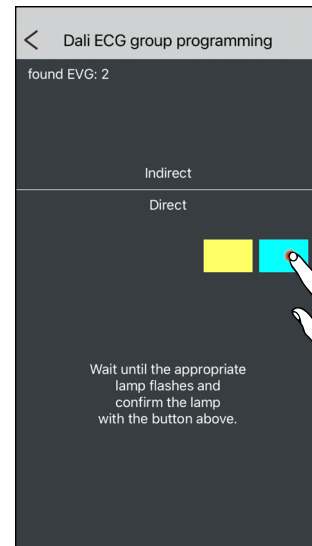 Dali ECG group programming
found EVG: 2
Indirect
Direct
Wait until the appropriate
lamp flashes and
confirm the lamp
with the button above.